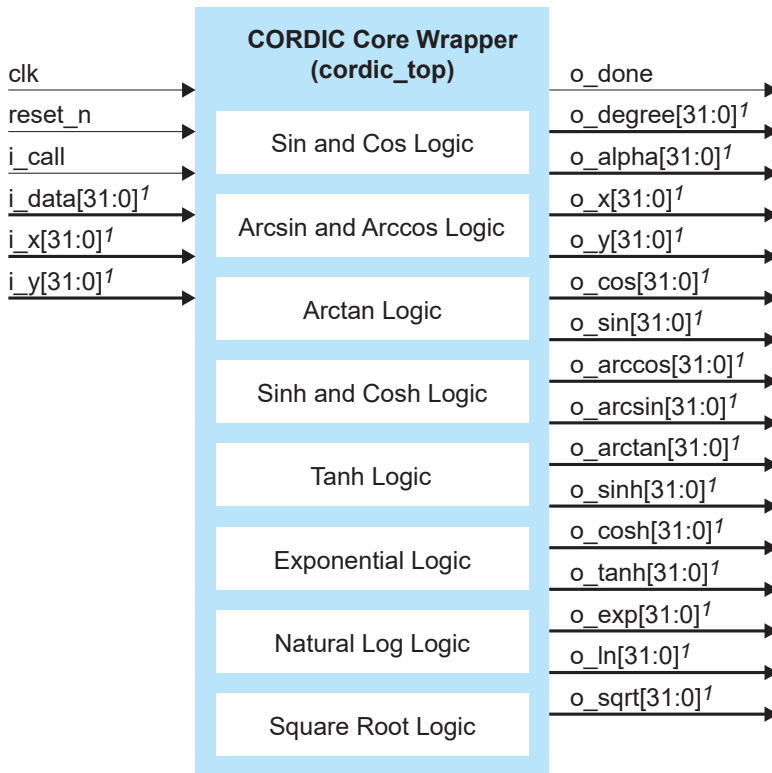 CORDIC Core Wrapper
(cordic_top)
clk
reset_n
i_call
i_data[31:0]1
i_x[31:0]1
i_y[31:0]1
Sin and Cos Logic
Arcsin and Arccos Logic
Arctan Logic
Sinh and Cosh Logic
Tanh Logic
Exponential Logic
Natural Log Logic
Square Root Logic
o_done
o_degree[31:0]1
o_alpha[31:0]1
o_x[31:0]1
o_y[31:0]1
o_cos[31:0]1
o_sin[31:0]1
o_arccos[31:0]1
o_arcsin[31:0]1
o_arctan[31:0]1
o_sinh[31:0]1
o_cosh[31:0]1
o_tanh[31:0]1
o_exp[31:0]1
o_ln[31:0]1
o_sqrt[31:0]1